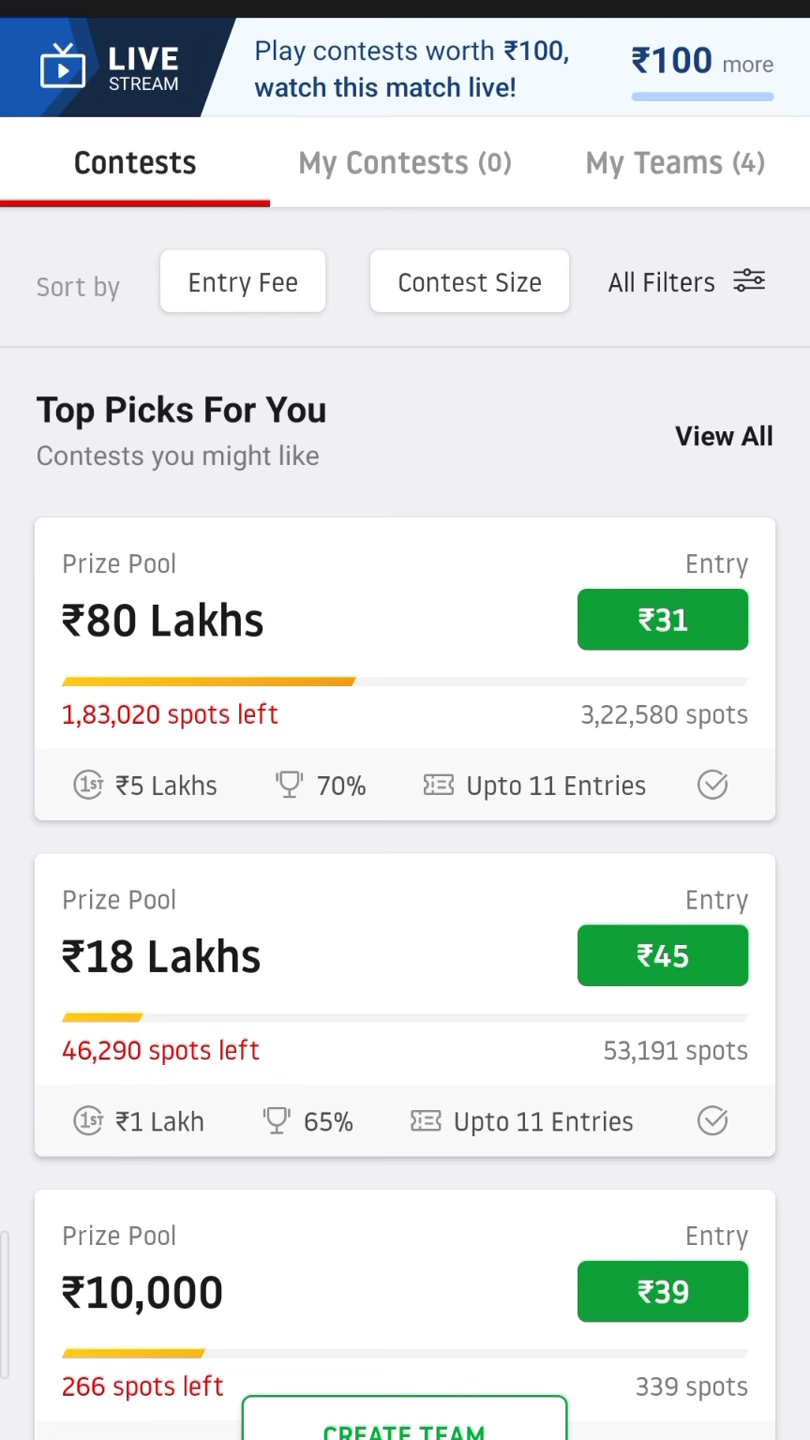 LIVE
STREAM
Play contests worth ₹100,
watch this match live!
₹100 more
Contests
My Contests (0)
My Teams (4)
Sort by
Entry Fee
Contest Size
All Filters
Top Picks For You
Contests you might like
View All
Prize Pool
Entry
₹80 Lakhs
₹31
1,83,020 spots left
3,22,580 spots
1ST ₹5 Lakhs
70%
Upto 11 Entries
Prize Pool
Entry
₹18 Lakhs
₹45
46,290 spots left
53,191 spots
1ST ₹1 Lakh
65%
Upto 11 Entries
Prize Pool
Entry
₹10,000
₹39
266 spots left
339 spots
CREATE TEAM